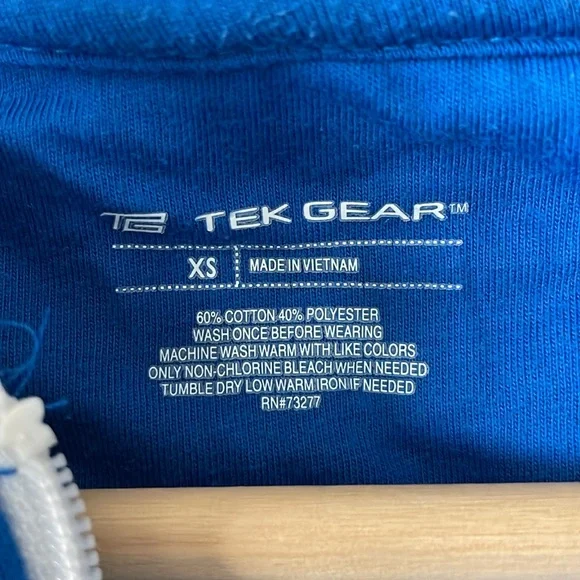 TG TEK GEAR™
XS MADE IN VIETNAM
60% COTTON 40% POLYESTER
WASH ONCE BEFORE WEARING
MACHINE WASH WARM WITH LIKE COLORS
ONLY NON-CHLORINE BLEACH WHEN NEEDED
TUMBLE DRY LOW WARM IRON IF NEEDED
RN#73277